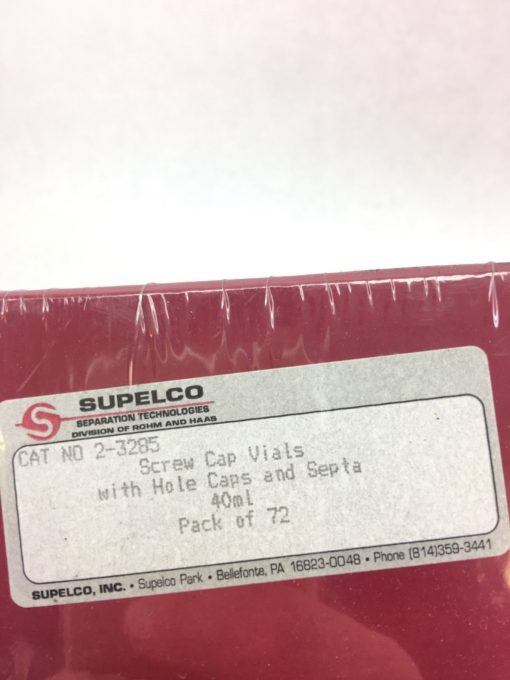 SUPELCO
SEPARATION TECHNOLOGIES
DIVISION OF ROHM AND HAAS
CAT NO 2-3285
Screw Cap Vials
with Hole Caps and Septa
40ml
Pack of 72
SUPELCO, INC. • Supelco Park • Bellefonte, PA 16823-0048 • Phone (814)359-3441